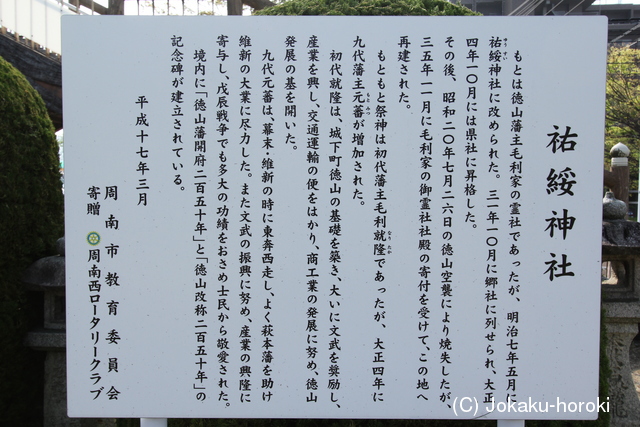 祐綏神社
もとは徳山藩主毛利家の霊社であったが、明治七年五月に
ゆうすい
祐綏神社に改められた。三一年一〇月に郷社に列せられ、大正
四年一〇月には県社に昇格した。
その後、昭和二〇年七月二六日の徳山空襲により焼失したが、
三五年一一月に毛利家の御霊社社殿の寄付を受けて、この地へ
再建された。
もともと祭神は初代藩主毛利就隆であったが、大正四年に
なりたか
九代藩主元蕃が増加された。
もとみつ
初代就隆は、城下町徳山の基礎を築き、大いに文武を奨励し、
産業を興し、交通運輸の便をはかり、商工業の発展に努め、徳山
発展の基を開いた。
九代元蕃は、幕末・維新の時に東奔西走し、よく萩本藩を助け
維新の大業に尽力した。また文武の振興に努め、産業の興隆に
寄与し、戊辰戦争でも多大の功績をおさめ士民から敬愛された。
境内に「徳山藩開府二百五十年」と「徳山改称二百五十年」の
記念碑が建立されている。
平成十七年三月
周南市教育委員会
寄贈 周南西ロータリークラブ
(C) Jokaku-horoki